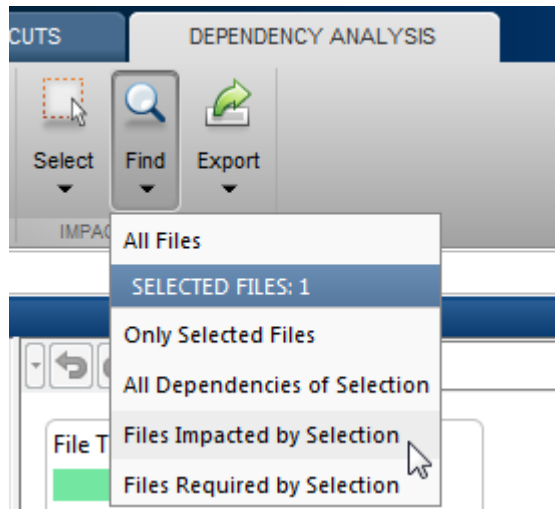 CUTS
DEPENDENCY ANALYSIS
Select
Find
Export
IMPAC
All Files
SELECTED FILES: 1
Only Selected Files
All Dependencies of Selection
Files Impacted by Selection
File T
Files Required by Selection